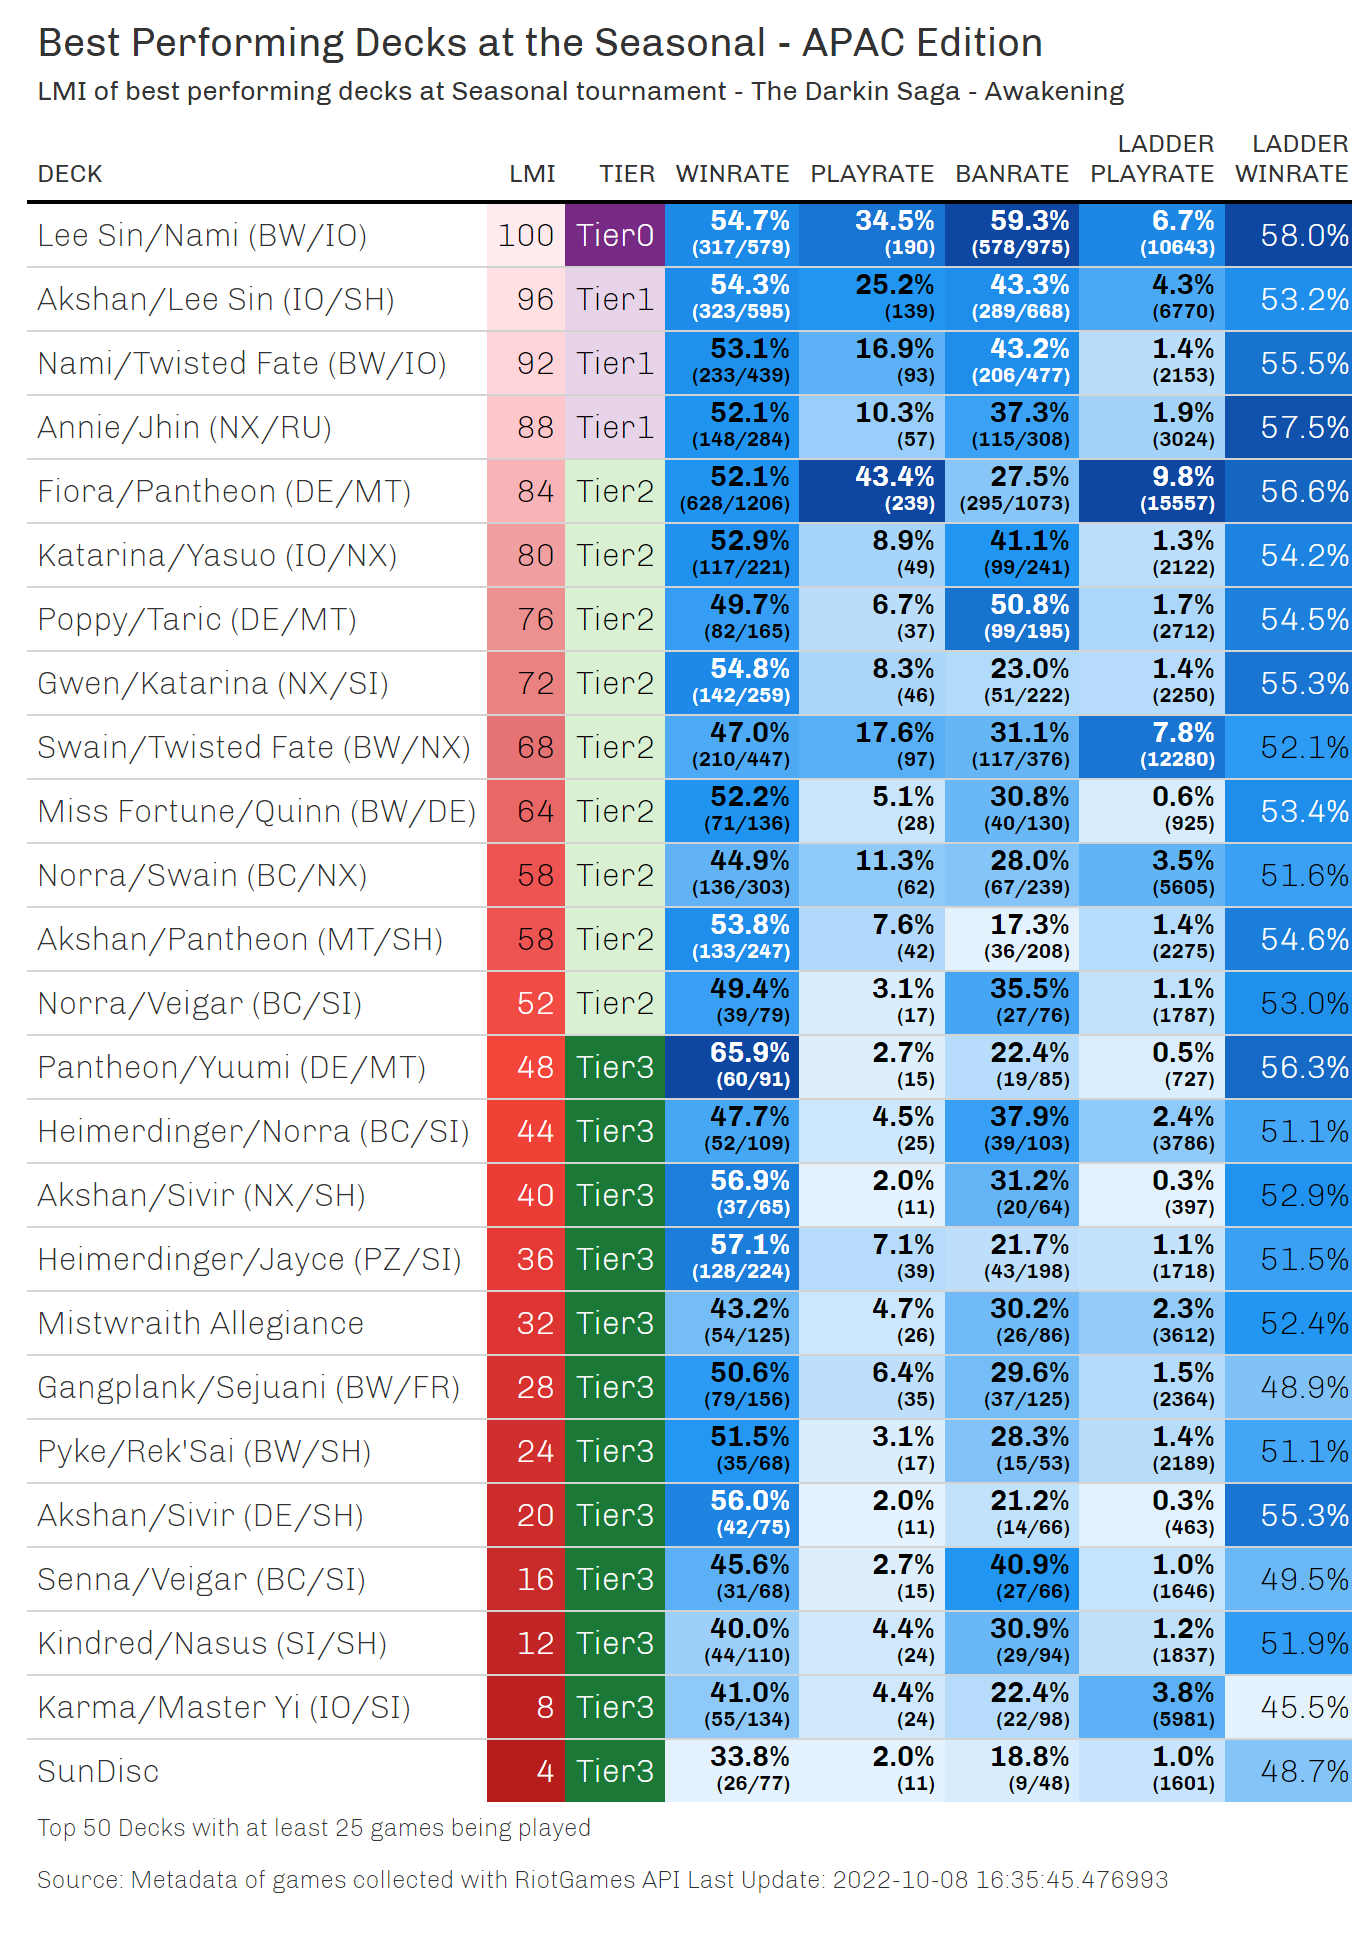 Best Performing Decks at the Seasonal - APAC Edition
LMI of best performing decks at Seasonal tournament - The Darkin Saga - Awakening
DECK LMI TIER WINRATE PLAYRATE BANRATE LADDER PLAYRATE LADDER WINRATE
Lee Sin/Nami (BW/IO) 100 Tier0 54.7% (317/579) 34.5% (190) 59.3% (578/975) 6.7% (10643) 58.0%
Akshan/Lee Sin (IO/SH) 96 Tier1 54.3% (323/595) 25.2% (139) 43.3% (289/668) 4.3% (6770) 53.2%
Nami/Twisted Fate (BW/IO) 92 Tier1 53.1% (233/439) 16.9% (93) 43.2% (206/477) 1.4% (2153) 55.5%
Annie/Jhin (NX/RU) 88 Tier1 52.1% (148/284) 10.3% (57) 37.3% (115/308) 1.9% (3024) 57.5%
Fiora/Pantheon (DE/MT) 84 Tier2 52.1% (628/1206) 43.4% (239) 27.5% (295/1073) 9.8% (15557) 56.6%
Katarina/Yasuo (IO/NX) 80 Tier2 52.9% (117/221) 8.9% (49) 41.1% (99/241) 1.3% (2122) 54.2%
Poppy/Taric (DE/MT) 76 Tier2 49.7% (82/165) 6.7% (37) 50.8% (99/195) 1.7% (2712) 54.5%
Gwen/Katarina (NX/SI) 72 Tier2 54.8% (142/259) 8.3% (46) 23.0% (51/222) 1.4% (2250) 55.3%
Swain/Twisted Fate (BW/NX) 68 Tier2 47.0% (210/447) 17.6% (97) 31.1% (117/376) 7.8% (12280) 52.1%
Miss Fortune/Quinn (BW/DE) 64 Tier2 52.2% (71/136) 5.1% (28) 30.8% (40/130) 0.6% (925) 53.4%
Norra/Swain (BC/NX) 58 Tier2 44.9% (136/303) 11.3% (62) 28.0% (67/239) 3.5% (5605) 51.6%
Akshan/Pantheon (MT/SH) 58 Tier2 53.8% (133/247) 7.6% (42) 17.3% (36/208) 1.4% (2275) 54.6%
Norra/Veigar (BC/SI) 52 Tier2 49.4% (39/79) 3.1% (17) 35.5% (27/76) 1.1% (1787) 53.0%
Pantheon/Yuumi (DE/MT) 48 Tier3 65.9% (60/91) 2.7% (15) 22.4% (19/85) 0.5% (727) 56.3%
Heimerdinger/Norra (BC/SI) 44 Tier3 47.7% (52/109) 4.5% (25) 37.9% (39/103) 2.4% (3786) 51.1%
Akshan/Sivir (NX/SH) 40 Tier3 56.9% (37/65) 2.0% (11) 31.2% (20/64) 0.3% (397) 52.9%
Heimerdinger/Jayce (PZ/SI) 36 Tier3 57.1% (128/224) 7.1% (39) 21.7% (43/198) 1.1% (1718) 51.5%
Mistwraith Allegiance 32 Tier3 43.2% (54/125) 4.7% (26) 30.2% (26/86) 2.3% (3612) 52.4%
Gangplank/Sejuani (BW/FR) 28 Tier3 50.6% (79/156) 6.4% (35) 29.6% (37/125) 1.5% (2364) 48.9%
Pyke/Rek'Sai (BW/SH) 24 Tier3 51.5% (35/68) 3.1% (17) 28.3% (15/53) 1.4% (2189) 51.1%
Akshan/Sivir (DE/SH) 20 Tier3 56.0% (42/75) 2.0% (11) 21.2% (14/66) 0.3% (463) 55.3%
Senna/Veigar (BC/SI) 16 Tier3 45.6% (31/68) 2.7% (15) 40.9% (27/66) 1.0% (1646) 49.5%
Kindred/Nasus (SI/SH) 12 Tier3 40.0% (44/110) 4.4% (24) 30.9% (29/94) 1.2% (1837) 51.9%
Karma/Master Yi (IO/SI) 8 Tier3 41.0% (55/134) 4.4% (24) 22.4% (22/98) 3.8% (5981) 45.5%
SunDisc 4 Tier3 33.8% (26/77) 2.0% (11) 18.8% (9/48) 1.0% (1601) 48.7%
Top 50 Decks with at least 25 games being played
Source: Metadata of games collected with RiotGames API Last Update: 2022-10-08 16:35:45.476993